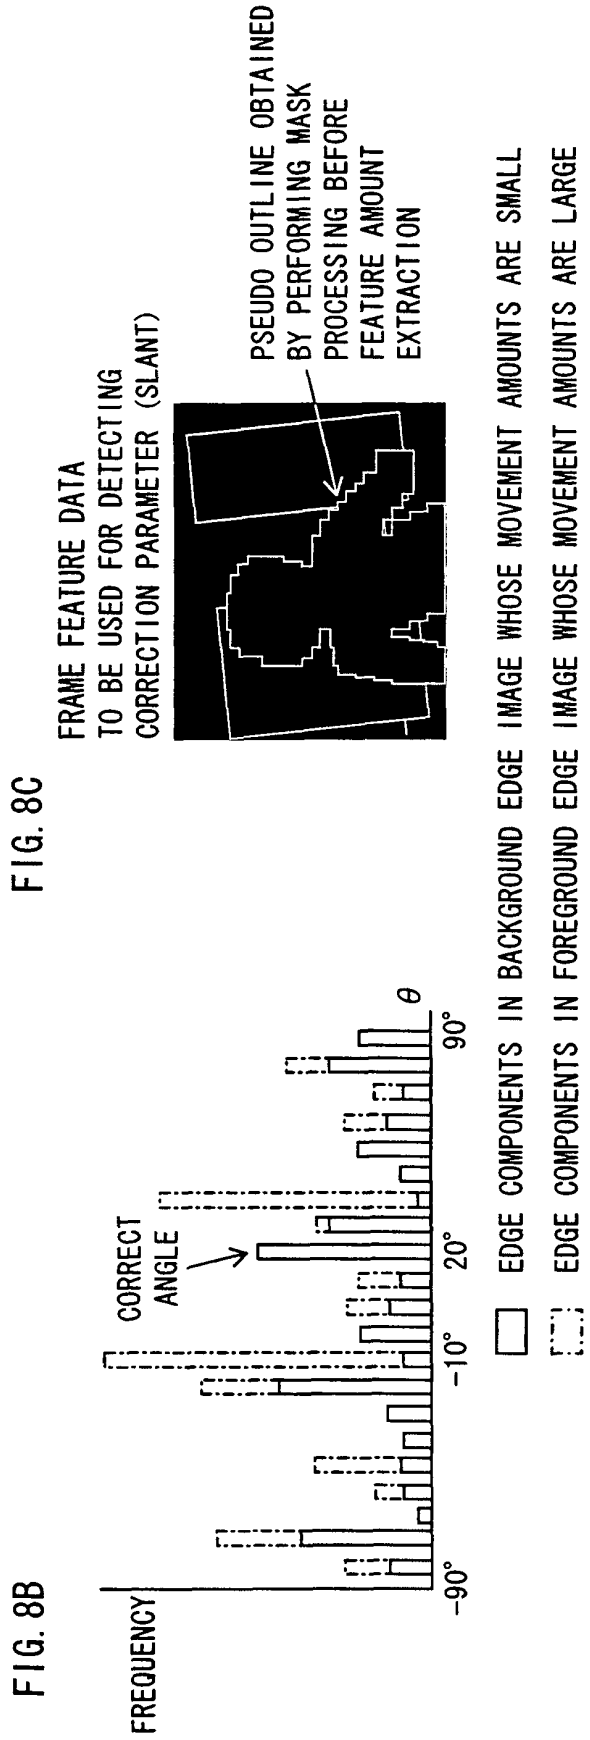 FIG. 8B
FREQUENCY
CORRECT
ANGLE
θ
-90°
-10°
20°
90°
FIG. 8C
FRAME FEATURE DATA
TO BE USED FOR DETECTING
CORRECTION PARAMETER (SLANT)
PSEUDO OUTLINE OBTAINED
BY PERFORMING MASK
PROCESSING BEFORE
FEATURE AMOUNT
EXTRACTION
EDGE COMPONENTS IN BACKGROUND EDGE IMAGE WHOSE MOVEMENT AMOUNTS ARE SMALL
EDGE COMPONENTS IN FOREGROUND EDGE IMAGE WHOSE MOVEMENT AMOUNTS ARE LARGE